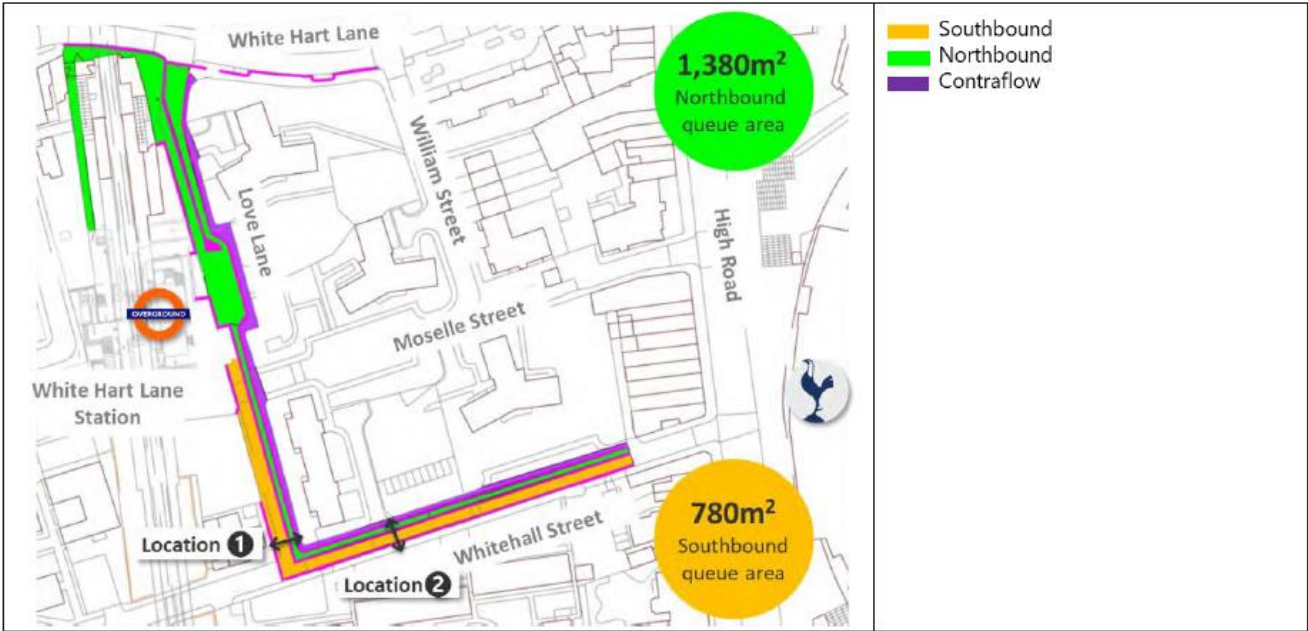 White Hart Lane
1,380m²
Northbound
queue area
William Street
Love Lane
High Road
OVERGROUND
Moselle Street
White Hart Lane
Station
Location 1
Location 2
Whitehall Street
780m²
Southbound
queue area
Southbound
Northbound
Contraflow